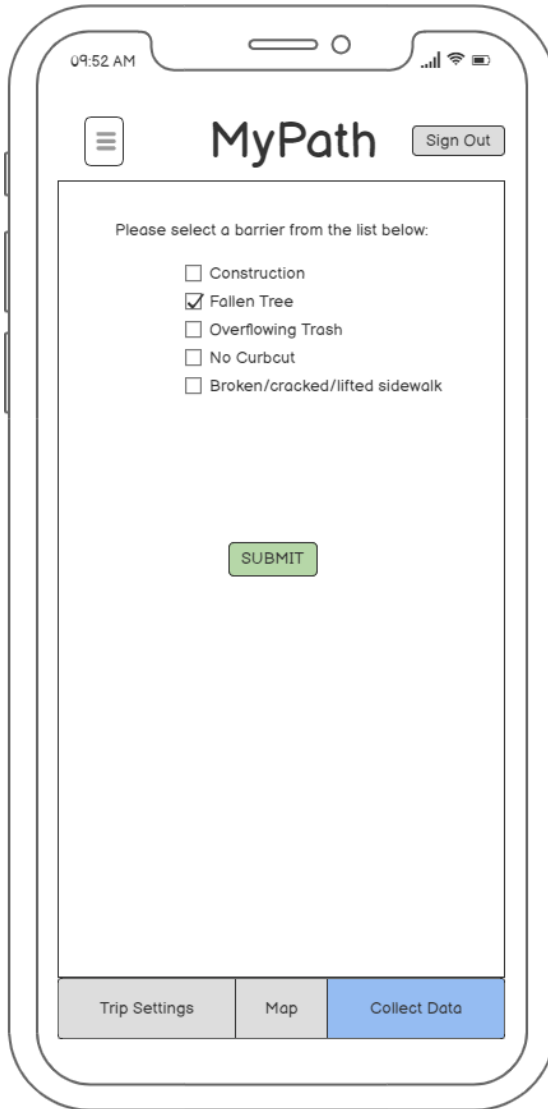 09:52 AM
MyPath
Sign Out
Please select a barrier from the list below:
Construction
Fallen Tree
Overflowing Trash
No Curbcut
Broken/cracked/lifted sidewalk
SUBMIT
Trip Settings
Map
Collect Data